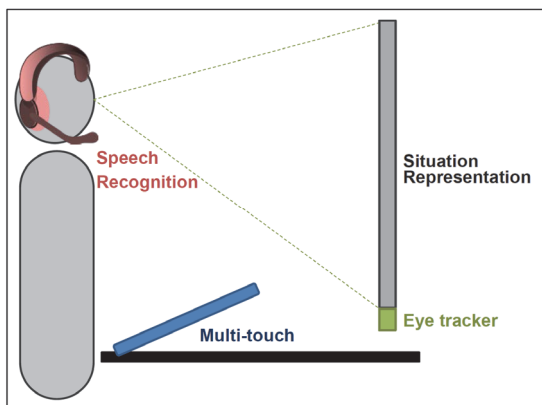 Speech
Recognition
Situation
Representation
Eye tracker
Multi-touch